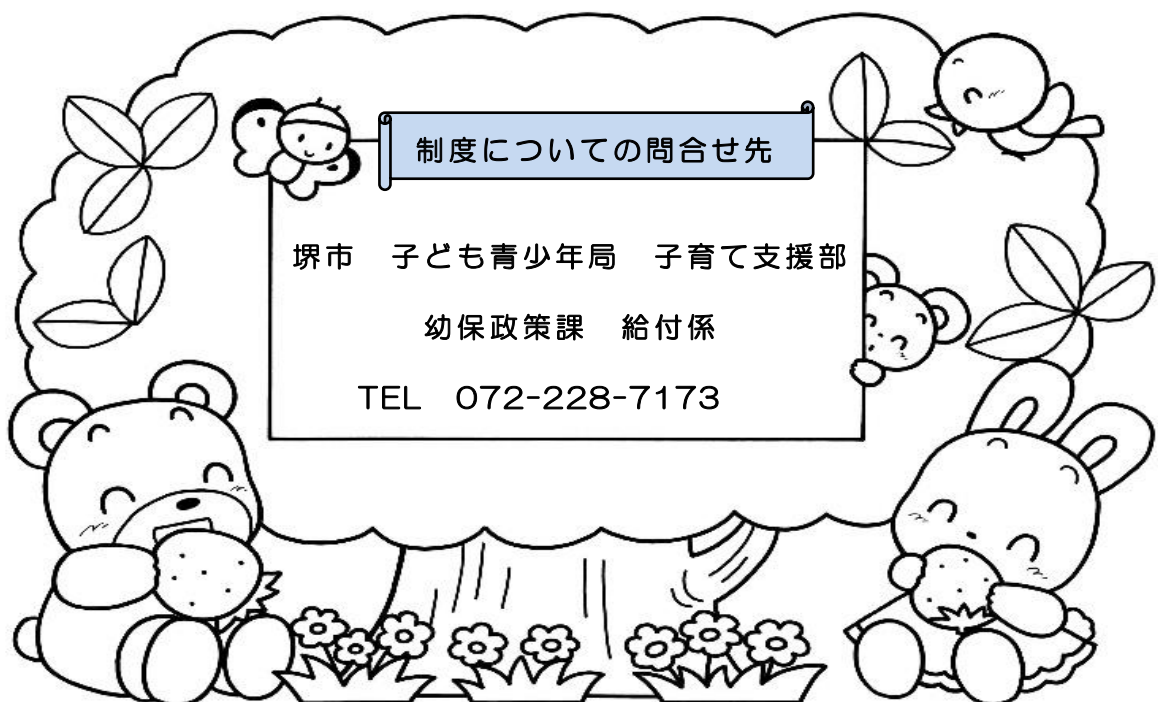 制度についての問合せ先
堺市　子ども青少年局　子育て支援部
幼保政策課　給付係
TEL　072-228-7173